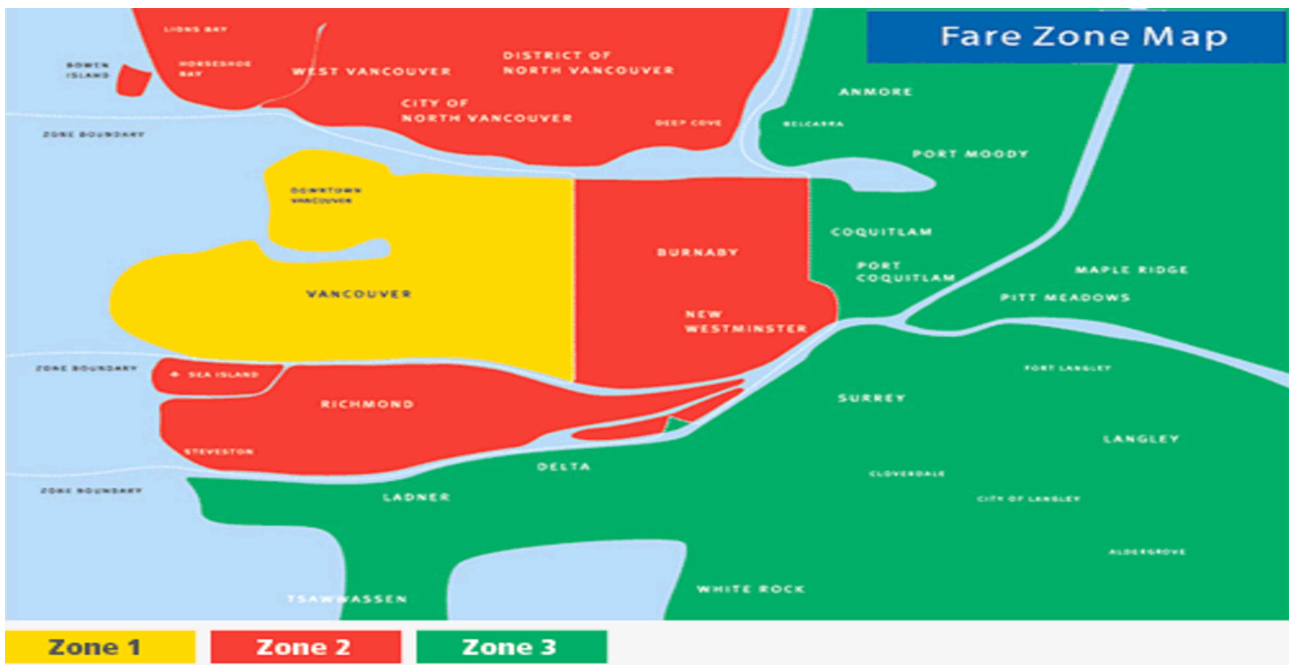 Fare Zone Map
LIONS BAY
BOWEN
ISLAND
HORSESHOE
BAY
WEST VANCOUVER
DISTRICT OF
NORTH VANCOUVER
CITY OF
NORTH VANCOUVER
DEEP COVE
ANMORE
BELCARRA
PORT MOODY
ZONE BOUNDARY
DOWNTOWN
VANCOUVER
VANCOUVER
BURNABY
NEW
WESTMINSTER
COQUITLAM
PORT
COQUITLAM
MAPLE RIDGE
PITT MEADOWS
ZONE BOUNDARY
SEA ISLAND
RICHMOND
STEVESTON
FORT LANGLEY
SURREY
LANGLEY
DELTA
CLOVERDALE
ZONE BOUNDARY
LADNER
CITY OF LANGLEY
ALDERGROVE
TSAWWASSEN
WHITE ROCK
Zone 1
Zone 2
Zone 3